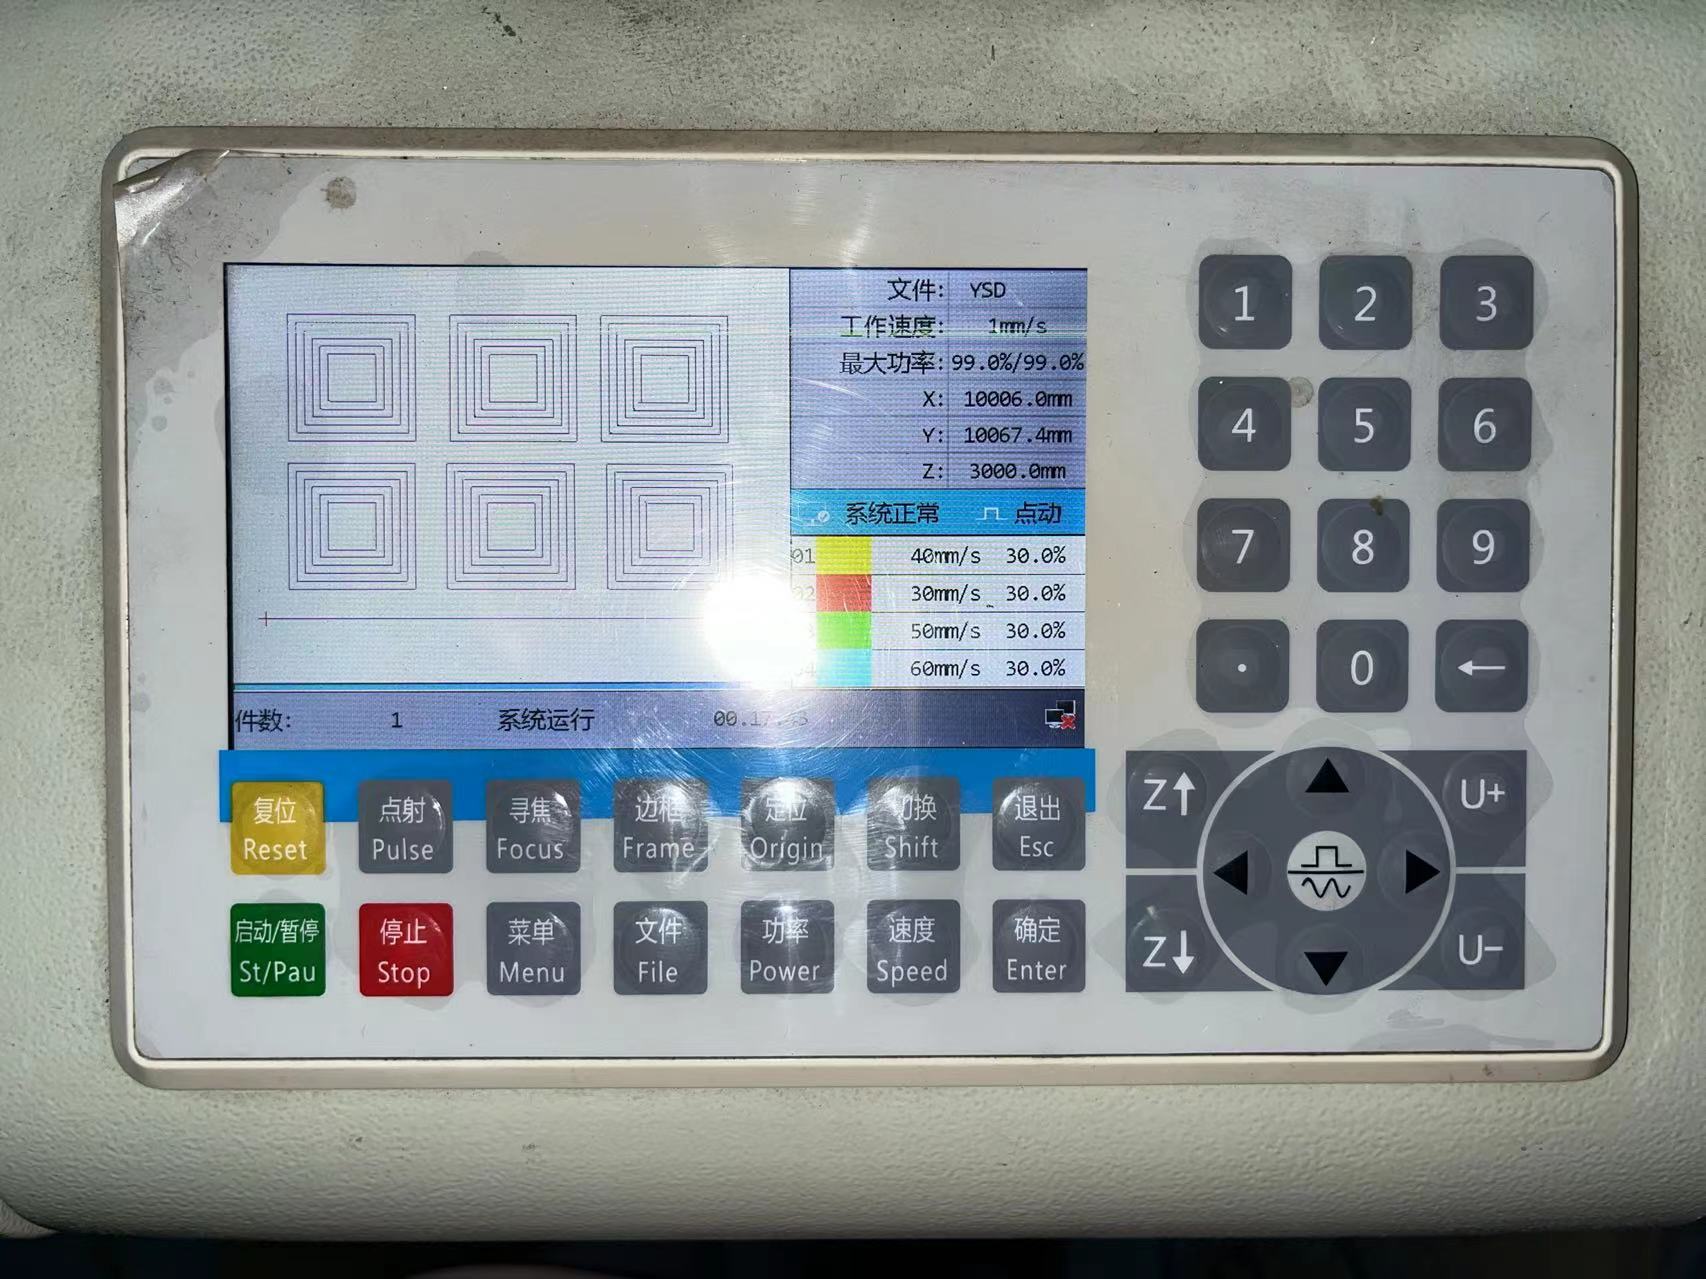 文件: YSD
工作速度: 1mm/s
最大功率: 99.0%/99.0%
X: 10006.0mm
Y: 10067.4mm
Z: 3000.0mm
系统正常 点动
01 40mm/s 30.0%
02 30mm/s 30.0%
50mm/s 30.0%
60mm/s 30.0%
件数: 1 系统运行
复位 点射 寻焦 边框 定位 切换 退出
Reset Pulse Focus Frame Origin Shift Esc
启动/暂停 停止 菜单 文件 功率 速度 确定
St/Pau Stop Menu File Power Speed Enter
1 2 3
4 5 6
7 8 9
. 0 ←
Z↑ U+
Z↓ U-